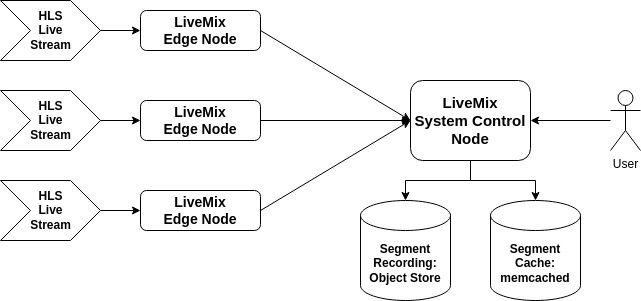 HLS
Live
Stream
LiveMix
Edge Node
HLS
Live
Stream
LiveMix
Edge Node
HLS
Live
Stream
LiveMix
Edge Node
LiveMix
System Control
Node
User
Segment
Recording:
Object Store
Segment
Cache:
memcached